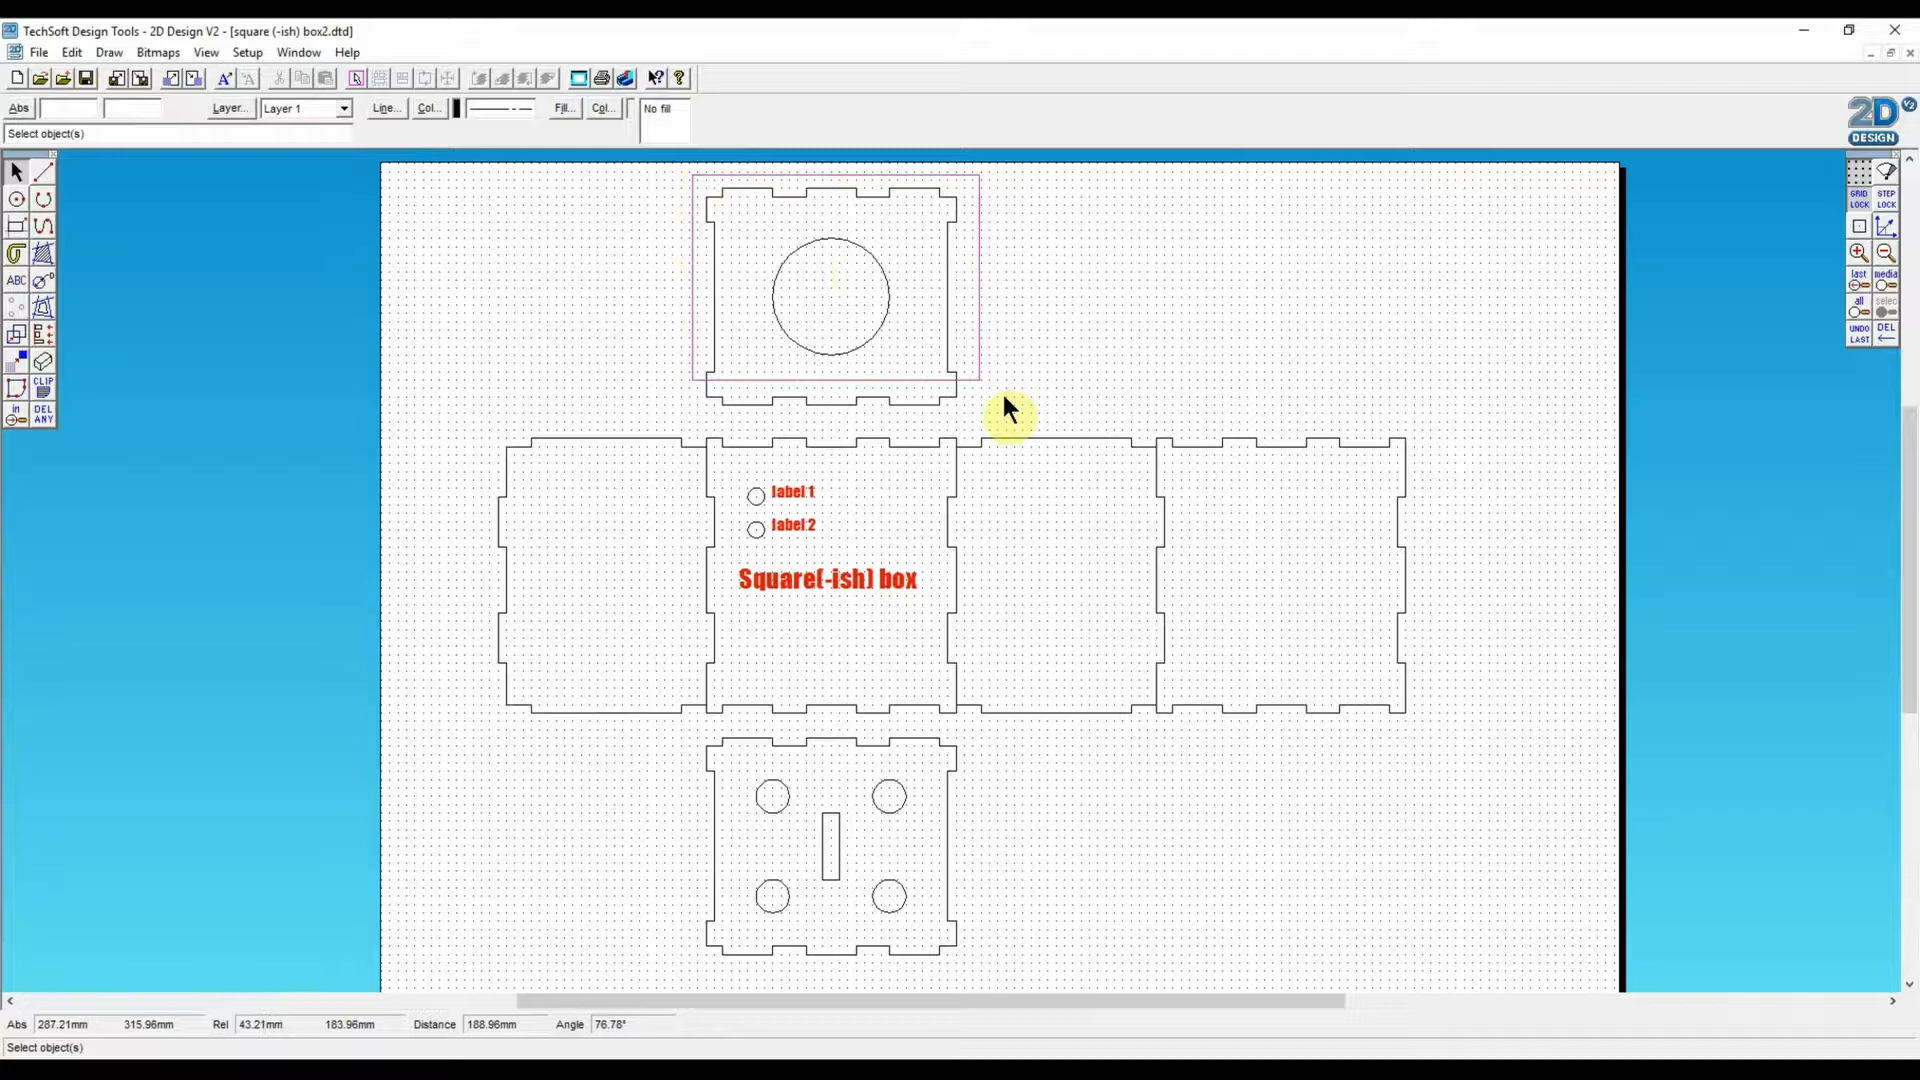 TechSoft Design Tools - 2D Design V2 - [square (-ish) box2.dtd]
File Edit Draw Bitmaps View Setup Window Help
Abs Layer... Layer 1 Line... Col... Fill... Col... No fill
Select object(s)
2D V2
DESIGN
GRID LOCK STEP LOCK
last media
all selec
UNDO LAST DEL
ABC
CLIP
in DEL ANY
label 1
label 2
Square(-ish) box
Abs 287.21mm 315.96mm Rel 43.21mm 183.96mm Distance 188.96mm Angle 76.78°
Select object(s)